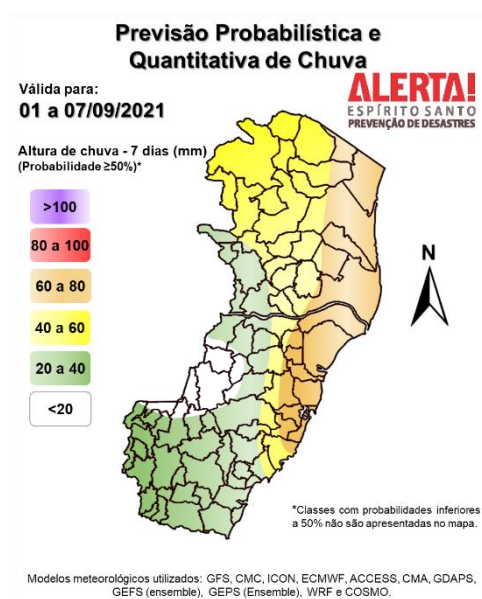 Previsão Probabilística e
Quantitativa de Chuva
Válida para:
01 a 07/09/2021
ALERTA!
ESPÍRITO SANTO
PREVENÇÃO DE DESASTRES
Altura de chuva - 7 dias (mm)
(Probabilidade ≥50%)*
>100
80 a 100
60 a 80
40 a 60
20 a 40
<20
N
*Classes com probabilidades inferiores
a 50% não são apresentadas no mapa.
Modelos meteorológicos utilizados: GFS, CMC, ICON, ECMWF, ACCESS, CMA, GDAPS,
GEFS (ensemble), GEPS (Ensemble), WRF e COSMO.